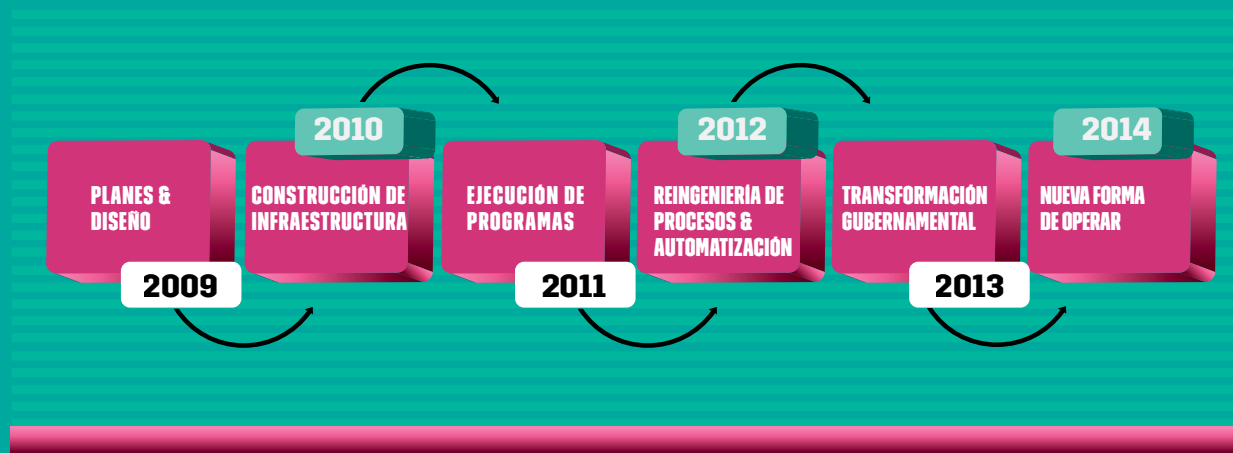 PLANES &
DISEÑO
2009
2010
CONSTRUCCIÓN DE
INFRAESTRUCTURA
EJECUCIÓN DE
PROGRAMAS
2011
2012
REINGENIERÍA DE
PROCESOS &
AUTOMATIZACIÓN
TRANSFORMACIÓN
GUBERNAMENTAL
2013
2014
NUEVA FORMA
DE OPERAR